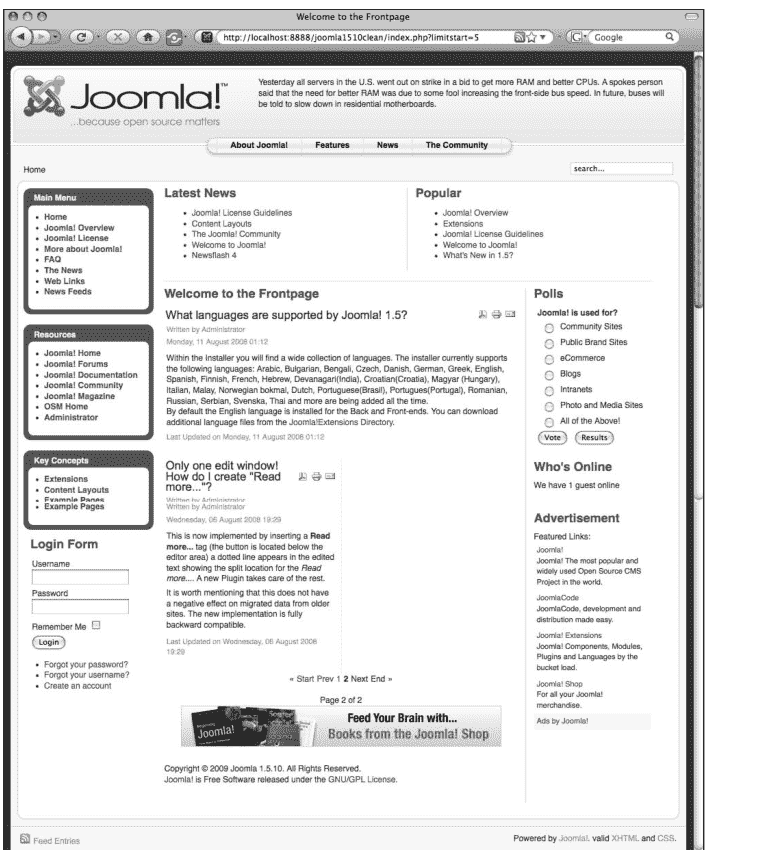 Welcome to the Frontpage
http://localhost:8888/joomla1510clean/index.php?limitstart=5
G
Google
Joomla!™
...because open source matters
Yesterday all servers in the U.S. went out on strike in a bid to get more RAM and better CPUs. A spokes person
said that the need for better RAM was due to some fool increasing the front-side bus speed. In future, buses will
be told to slow down in residential motherboards.
About Joomla!
Features
News
The Community
Home
search...
Main Menu
Home
Joomla! Overview
Joomla! License
More about Joomla!
FAQ
The News
Web Links
News Feeds
Resources
Joomla! Home
Joomla! Forums
Joomla! Documentation
Joomla! Community
Joomla! Magazine
OSM Home
Administrator
Key Concepts
Extensions
Content Layouts
Example Pages
Example Pages
Login Form
Username
Password
Remember Me
Login
Forgot your password?
Forgot your username?
Create an account
Latest News
Joomla! License Guidelines
Content Layouts
The Joomla! Community
Welcome to Joomla!
Newsflash 4
Popular
Joomla! Overview
Extensions
Joomla! License Guidelines
Welcome to Joomla!
What's New in 1.5?
Welcome to the Frontpage
What languages are supported by Joomla! 1.5?
Written by Administrator
Monday, 11 August 2008 01:12
Within the Installer you will find a wide collection of languages. The installer currently supports
the following languages: Arabic, Bulgarian, Bengali, Czech, Danish, German, Greek, English,
Spanish, Finnish, French, Hebrew, Devanagari(India), Croatian(Croatia), Magyar (Hungary),
Italian, Malay, Norwegian bokmal, Dutch, Portuguese(Brasil), Portugues(Portugal), Romanian,
Russian, Serbian, Svenska, Thai and more are being added all the time.
By default the English language is installed for the Back and Front-ends. You can download
additional language files from the Joomla!Extensions Directory.
Last Updated on Monday, 11 August 2008 01:12
Only one edit window!
How do I create "Read
more..."?
Written by Administrator
Written by Administrator
Wednesday, 06 August 2008 19:29
This is now implemented by inserting a Read
more... tag (the button is located below the
editor area) a dotted line appears in the edited
text showing the split location for the Read
more.... A new Plugin takes care of the rest.
It is worth mentioning that this does not have
a negative effect on migrated data from older
sites. The new implementation is fully
backward compatible.
Last Updated on Wednesday, 06 August 2008
19:29
« Start Prev 1 2 Next End »
Page 2 of 2
Joomla!
Feed Your Brain with...
Books from the Joomla! Shop
Copyright © 2009 Joomla 1.5.10. All Rights Reserved.
Joomla! is Free Software released under the GNU/GPL License.
Polls
Joomla! is used for?
Community Sites
Public Brand Sites
eCommerce
Blogs
Intranets
Photo and Media Sites
All of the Above!
Vote
Results
Who's Online
We have 1 guest online
Advertisement
Featured Links:
Joomla!
Joomla! The most popular and
widely used Open Source CMS
Project in the world.
JoomlaCode
JoomlaCode, development and
distribution made easy.
Joomla! Extensions
Joomla! Components, Modules,
Plugins and Languages by the
bucket load.
Joomla! Shop
For all your Joomla!
merchandise.
Ads by Joomla!
Feed Entries
Powered by Joomla!. valid XHTML and CSS.